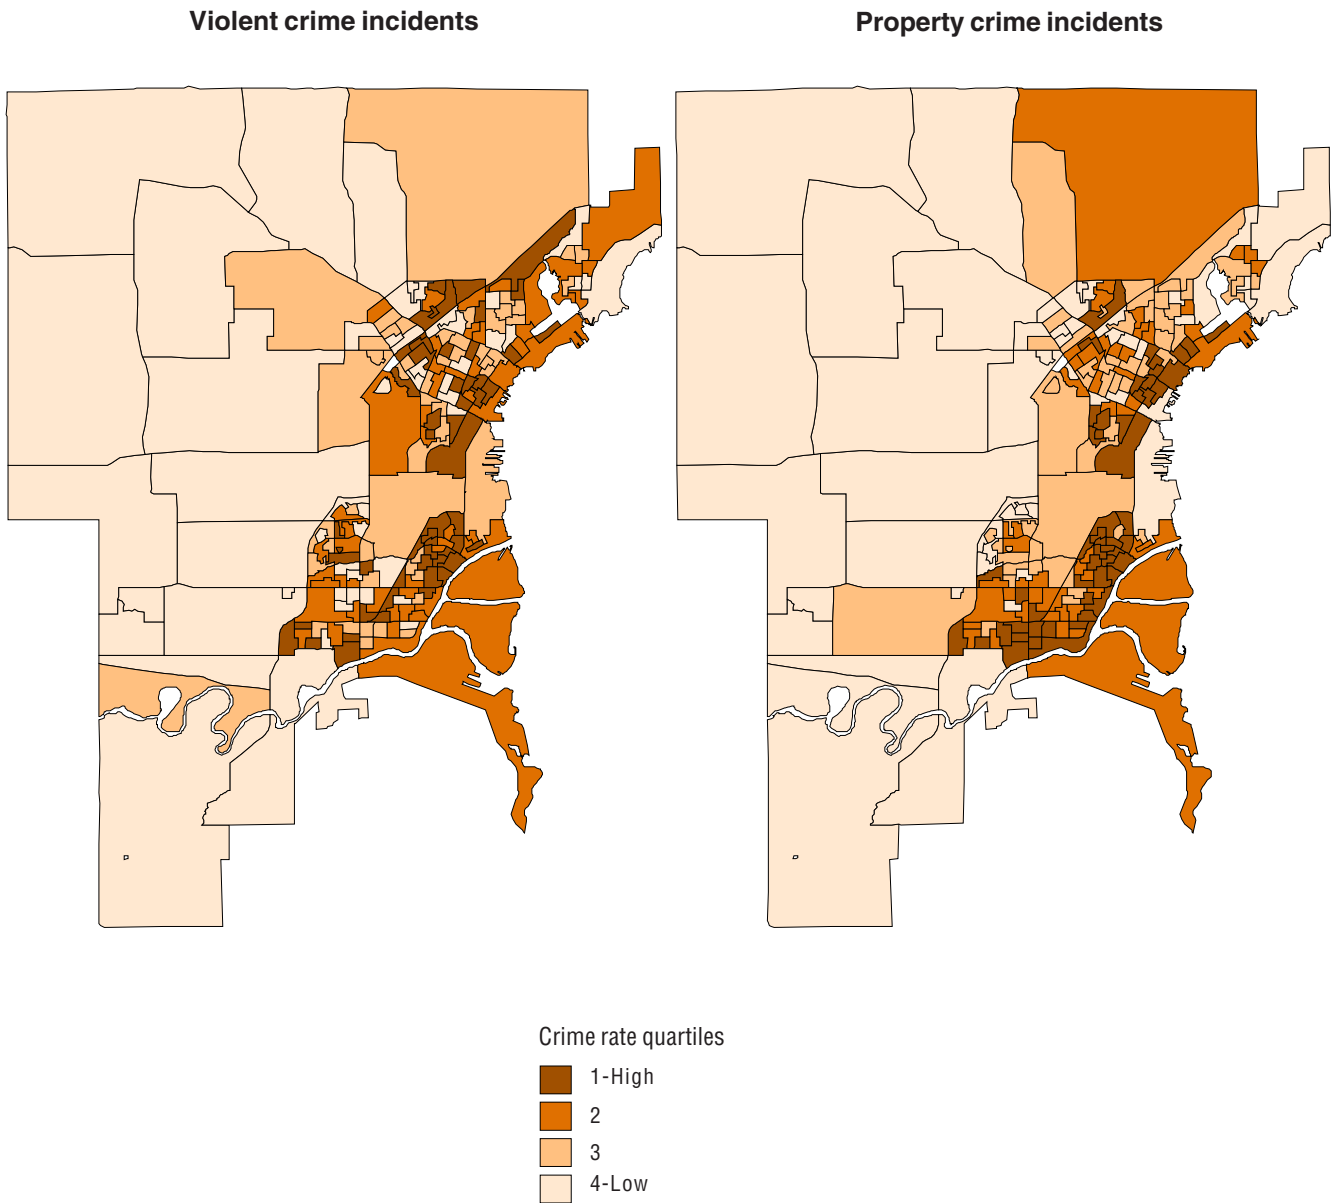 Violent crime incidents
Property crime incidents
Crime rate quartiles
1-High
2
3
4-Low